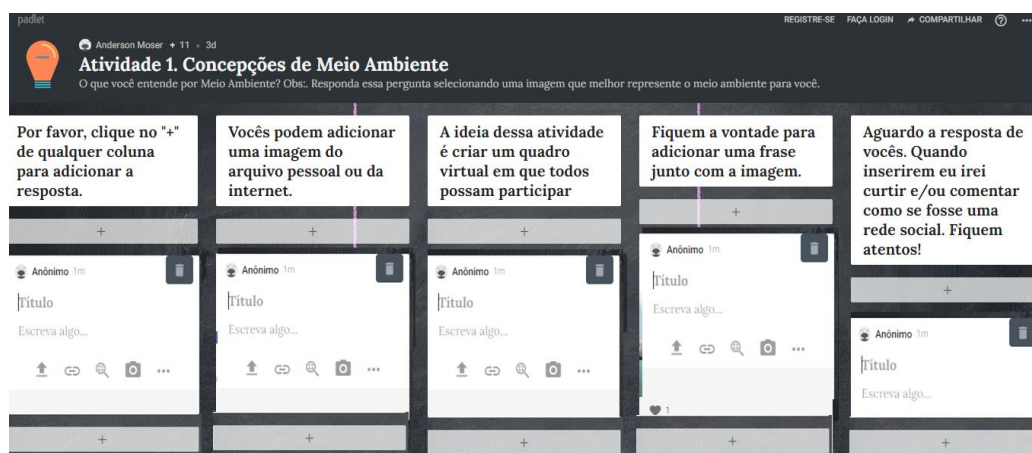 padlet
REGISTRE-SE FAÇA LOGIN COMPARTILHAR ? ...
Anderson Moser + 11 • 3d
Atividade 1. Concepções de Meio Ambiente
O que você entende por Meio Ambiente? Obs:. Responda essa pergunta selecionando uma imagem que melhor represente o meio ambiente para você.
Por favor, clique no "+"
de qualquer coluna
para adicionar a
resposta.
+
Anônimo 1m
Título
Escreva algo...
...
+
Vocês podem adicionar
uma imagem do
arquivo pessoal ou da
internet.
+
Anônimo 1m
Título
Escreva algo...
...
+
A ideia dessa atividade
é criar um quadro
virtual em que todos
possam participar
+
Anônimo 1m
Título
Escreva algo...
...
+
Fiquem a vontade para
adicionar uma frase
junto com a imagem.
+
Anônimo 1m
Título
Escreva algo...
...
1
+
Aguardo a resposta de
vocês. Quando
inserirem eu irei
curtir e/ou comentar
como se fosse uma
rede social. Fiquem
atentos!
+
Anônimo 1m
Título
Escreva algo...
+